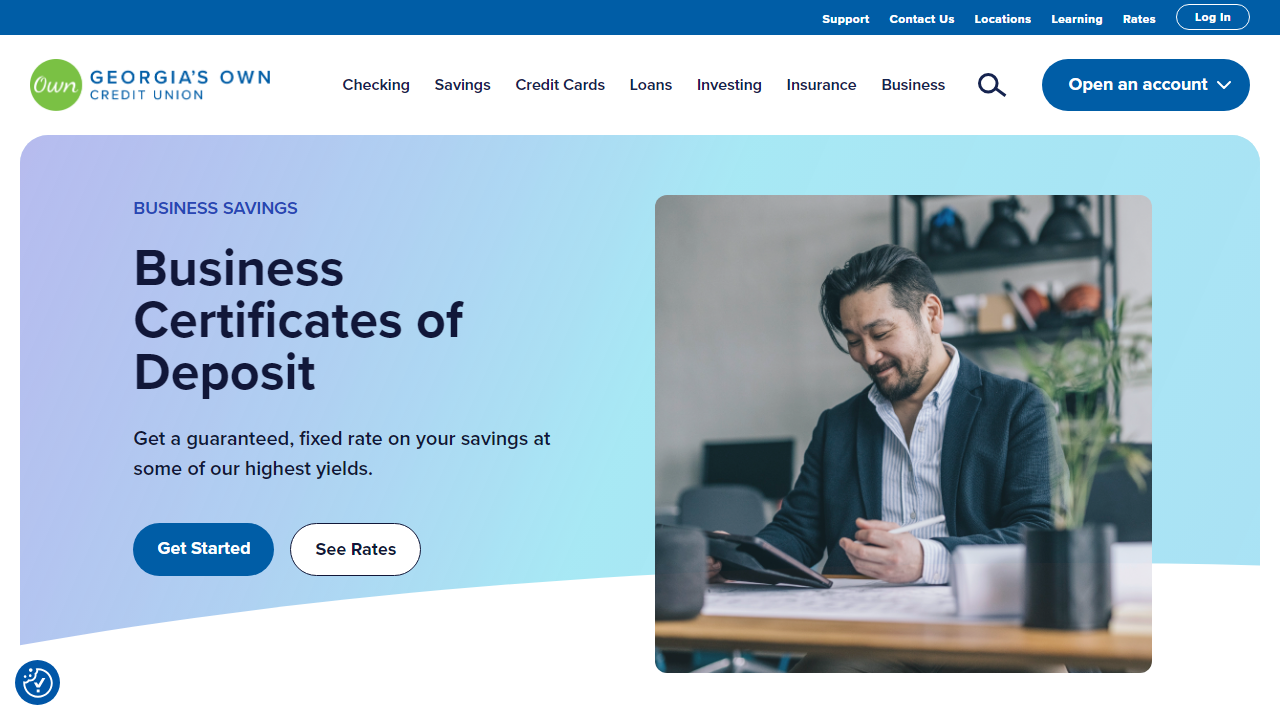 Support Contact Us Locations Learning Rates Log In
Own GEORGIA'S OWN
CREDIT UNION
Checking Savings Credit Cards Loans Investing Insurance Business
Open an account
BUSINESS SAVINGS
Business
Certificates of
Deposit
Get a guaranteed, fixed rate on your savings at
some of our highest yields.
Get Started See Rates